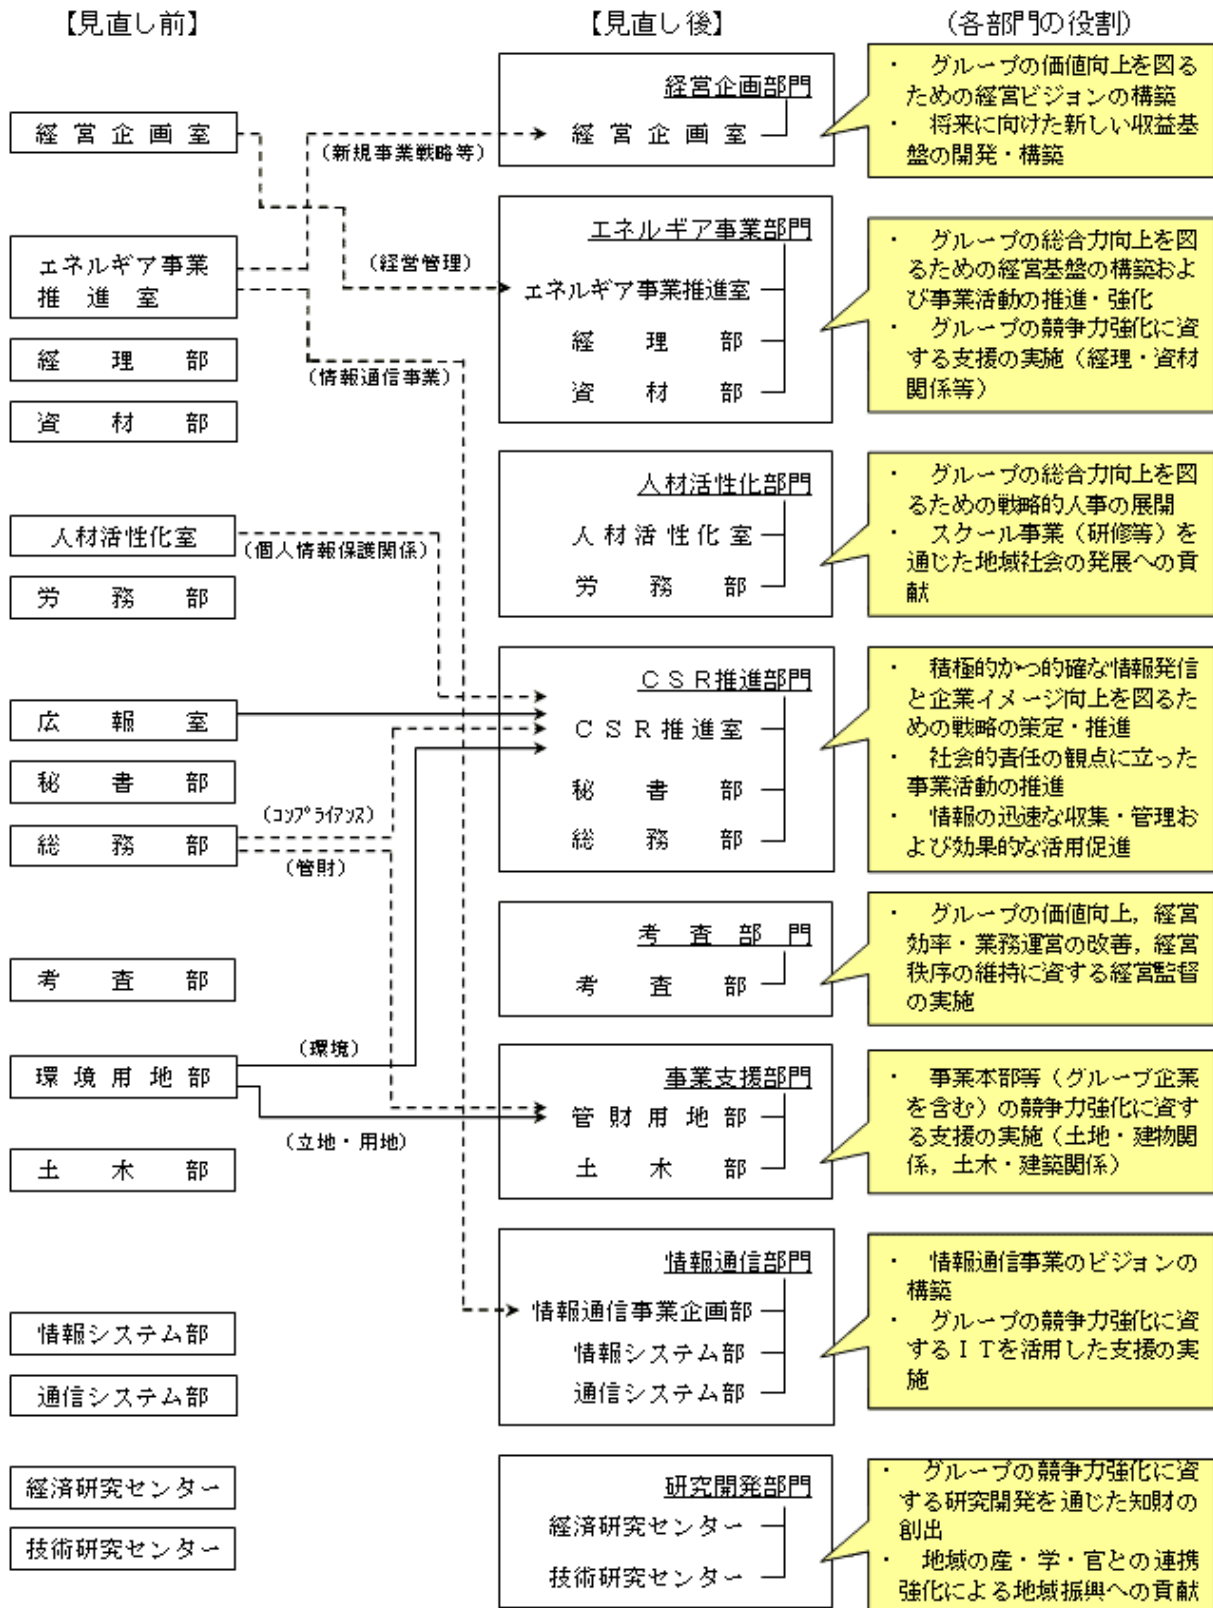 【見直し前】
経営企画室
エネルギア事業
推進室
経理部
資材部
人材活性化室
労務部
広報室
秘書部
総務部
考査部
環境用地部
土木部
情報システム部
通信システム部
経済研究センター
技術研究センター
(新規事業戦略等)
(経営管理)
(情報通信事業)
(個人情報保護関係)
(ｺﾝﾌﾟﾗｲｱﾝｽ)
(管財)
(環境)
(立地・用地)
【見直し後】
経営企画部門
経営企画室
エネルギア事業部門
エネルギア事業推進室
経理部
資材部
人材活性化部門
人材活性化室
労務部
ＣＳＲ推進部門
ＣＳＲ推進室
秘書部
総務部
考査部門
考査部
事業支援部門
管財用地部
土木部
情報通信部門
情報通信事業企画部
情報システム部
通信システム部
研究開発部門
経済研究センター
技術研究センター
(各部門の役割)
・　グループの価値向上を図る
ための経営ビジョンの構築
・　将来に向けた新しい収益基
盤の開発・構築
・　グループの総合力向上を図
るための経営基盤の構築およ
び事業活動の推進・強化
・　グループの競争力強化に資
する支援の実施（経理・資材
関係等）
・　グループの総合力向上を図
るための戦略的人事の展開
・　スクール事業（研修等）を
通じた地域社会の発展への貢
献
・　積極的かつ的確な情報発信
と企業イメージ向上を図るた
めの戦略の策定・推進
・　社会的責任の観点に立った
事業活動の推進
・　情報の迅速な収集・管理お
よび効果的な活用促進
・　グループの価値向上，経営
効率・業務運営の改善，経営
秩序の維持に資する経営監督
の実施
・　事業本部等（グループ企業
を含む）の競争力強化に資す
る支援の実施（土地・建物関
係，土木・建築関係）
・　情報通信事業のビジョンの
構築
・　グループの競争力強化に資
するＩＴを活用した支援の実
施
・　グループの競争力強化に資
する研究開発を通じた知財の
創出
・　地域の産・学・官との連携
強化による地域振興への貢献